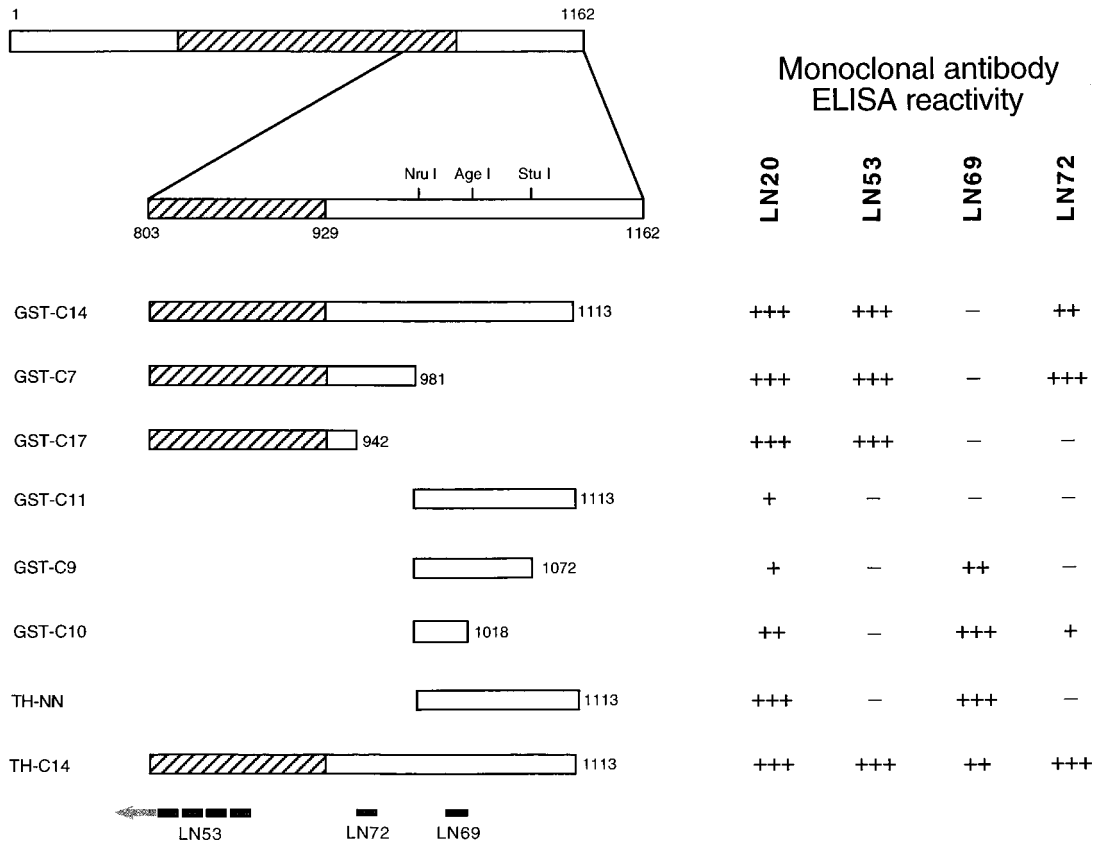 1 1162
Monoclonal antibody
ELISA reactivity
LN20 LN53 LN69 LN72
Nru I Age I Stu I
803 929 1162
GST-C14 1113 +++ +++ – ++
GST-C7 981 +++ +++ – +++
GST-C17 942 +++ +++ – –
GST-C11 1113 + – – –
GST-C9 1072 + – ++ –
GST-C10 1018 ++ – +++ +
TH-NN 1113 +++ – +++ –
TH-C14 1113 +++ +++ ++ +++
LN53 LN72 LN69